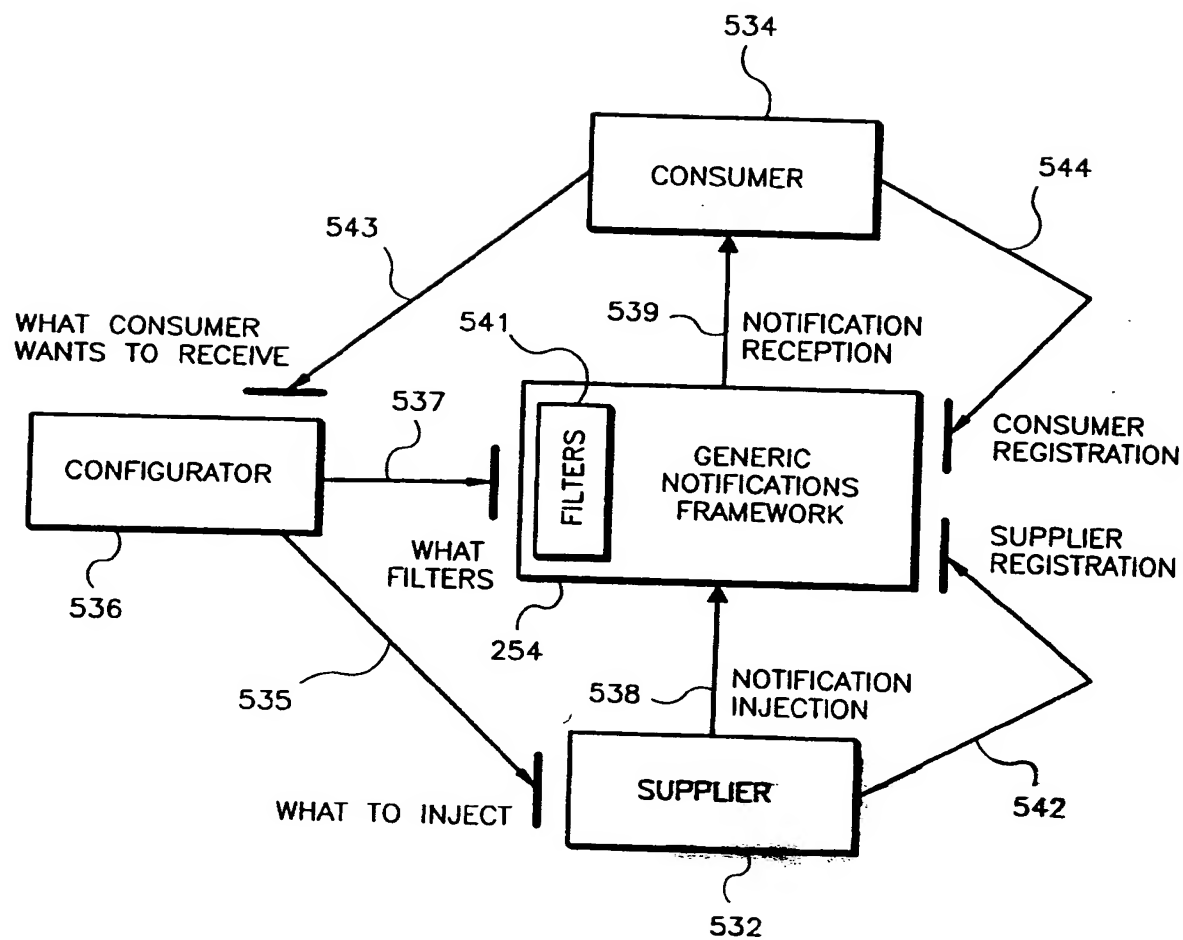 534
CONSUMER
544
543
WHAT CONSUMER
WANTS TO RECEIVE
541
539
NOTIFICATION
RECEPTION
537
CONFIGURATOR
FILTERS
GENERIC
NOTIFICATIONS
FRAMEWORK
CONSUMER
REGISTRATION
WHAT
FILTERS
SUPPLIER
REGISTRATION
536
254
535
538
NOTIFICATION
INJECTION
WHAT TO INJECT
SUPPLIER
542
532